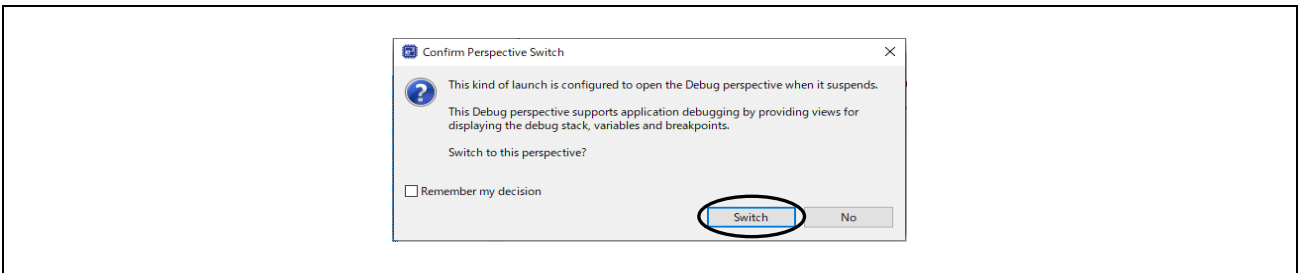 Confirm Perspective Switch
This kind of launch is configured to open the Debug perspective when it suspends.
This Debug perspective supports application debugging by providing views for
displaying the debug stack, variables and breakpoints.
Switch to this perspective?
Remember my decision
Switch No